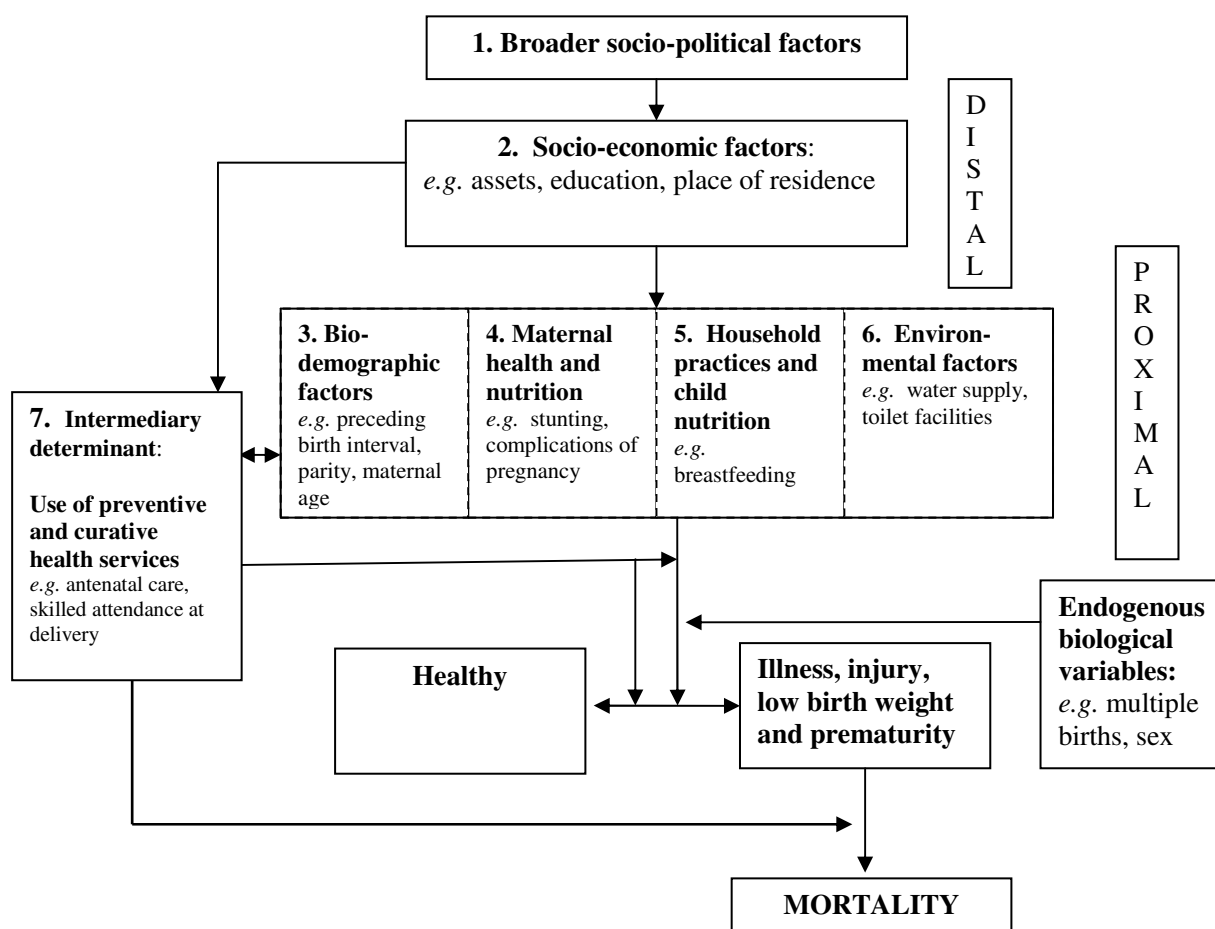 1. Broader socio-political factors
D
I
S
T
A
L
2. Socio-economic factors:
e.g. assets, education, place of residence
P
R
O
X
I
M
A
L
3. Bio-
demographic
factors
e.g. preceding
birth interval,
parity, maternal
age
4. Maternal
health and
nutrition
e.g. stunting,
complications of
pregnancy
5. Household
practices and
child
nutrition
e.g.
breastfeeding
6. Environ-
mental factors
e.g. water supply,
toilet facilities
7. Intermediary
determinant:
Use of preventive
and curative
health services
e.g. antenatal care,
skilled attendance at
delivery
Endogenous
biological
variables:
e.g. multiple
births, sex
Healthy
Illness, injury,
low birth weight
and prematurity
MORTALITY